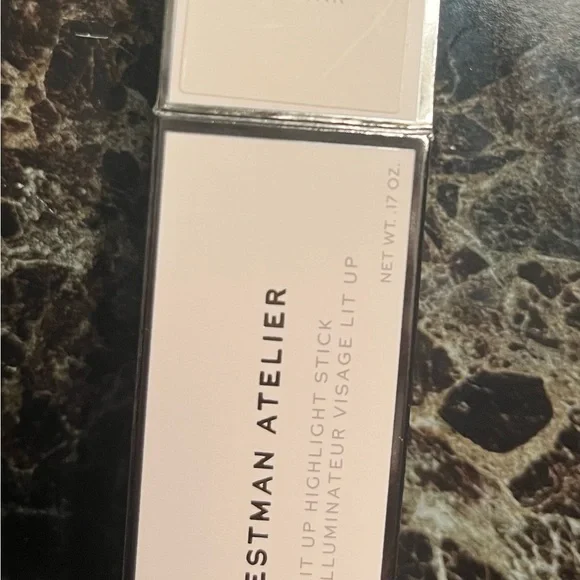 ESTMAN ATELIER
IT UP HIGHLIGHT STICK
LLUMINATEUR VISAGE LIT UP
NET WT. .17 OZ.